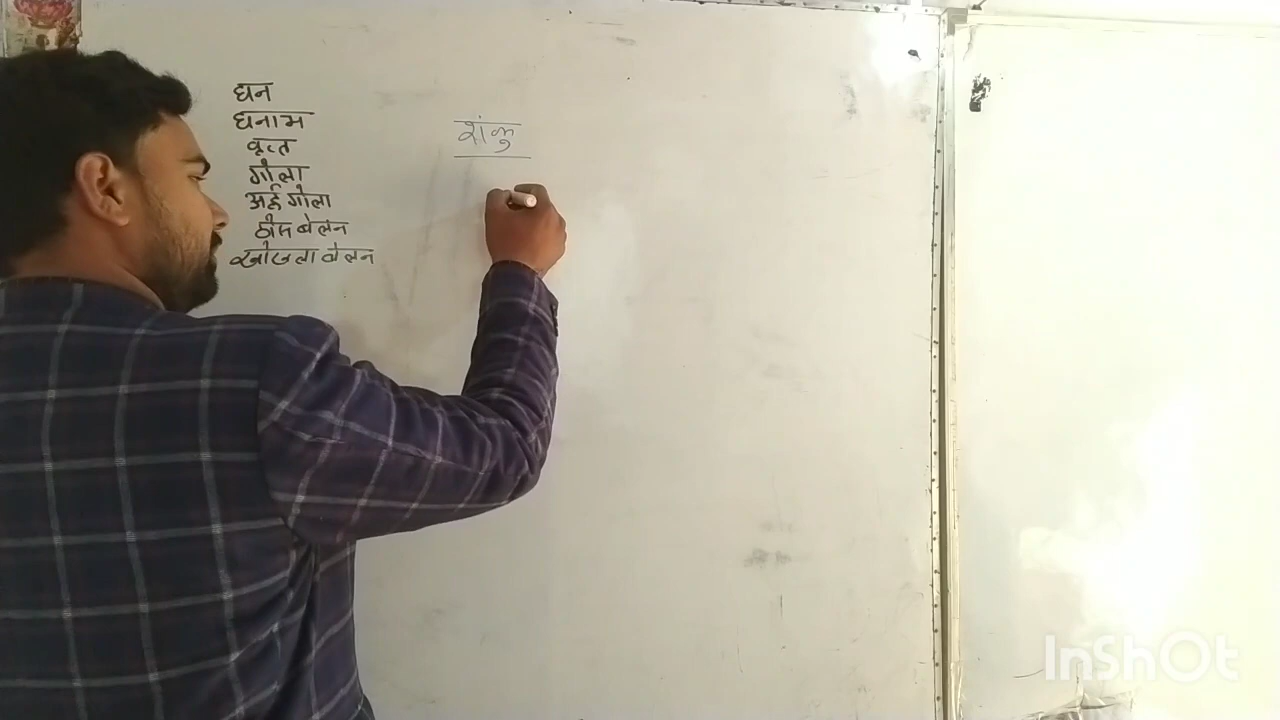 घन
घनाभ
वृत्त
गोला
अर्द्ध गोला
ठोस बेलन
खोखला बेलन
शंकु
InShOt